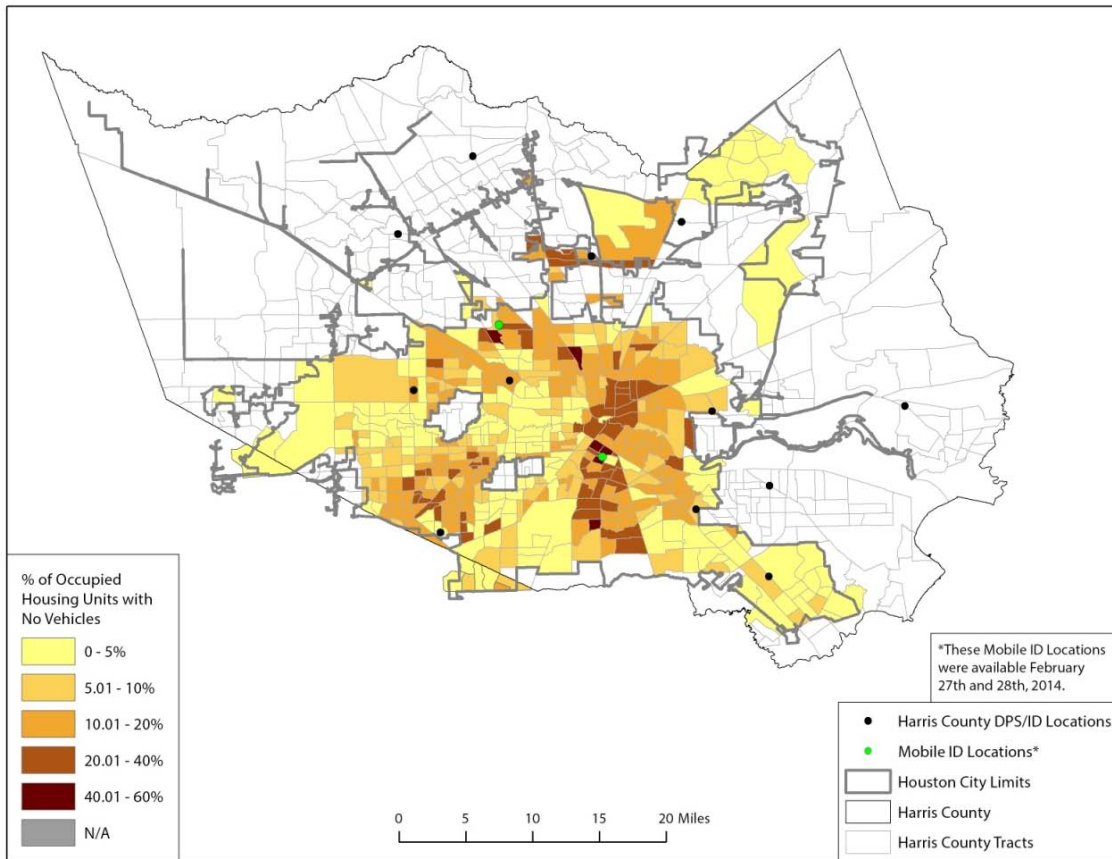 % of Occupied
Housing Units with
No Vehicles
0 - 5%
5.01 - 10%
10.01 - 20%
20.01 - 40%
40.01 - 60%
N/A
0 5 10 15 20 Miles
*These Mobile ID Locations
were available February
27th and 28th, 2014.
Harris County DPS/ID Locations
Mobile ID Locations*
Houston City Limits
Harris County
Harris County Tracts